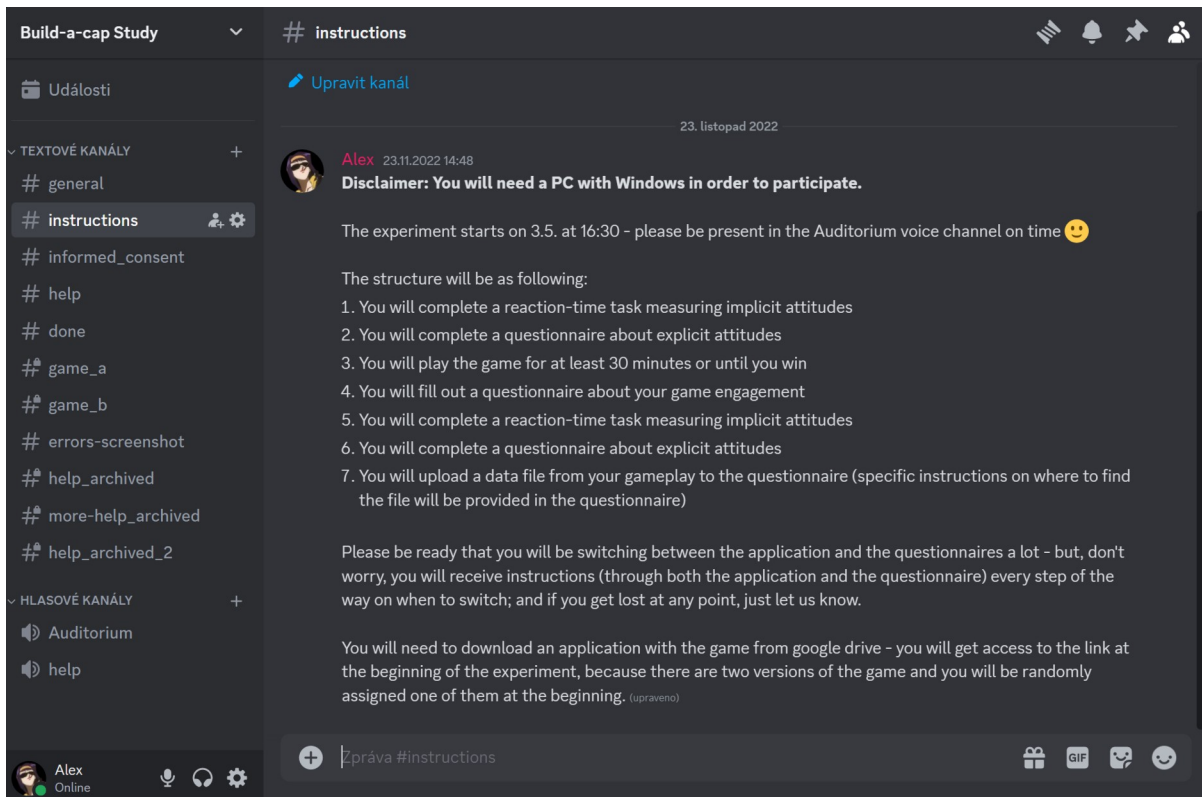 Build-a-cap Study
Události
TEXTOVÉ KANÁLY
general
instructions
informed_consent
help
done
game_a
game_b
errors-screenshot
help_archived
more-help_archived
help_archived_2
HLASOVÉ KANÁLY
Auditorium
help
Alex
Online
instructions
Upravit kanál
23. listopad 2022
Alex 23.11.2022 14:48
Disclaimer: You will need a PC with Windows in order to participate.
The experiment starts on 3.5. at 16:30 - please be present in the Auditorium voice channel on time 🙂
The structure will be as following:
1. You will complete a reaction-time task measuring implicit attitudes
2. You will complete a questionnaire about explicit attitudes
3. You will play the game for at least 30 minutes or until you win
4. You will fill out a questionnaire about your game engagement
5. You will complete a reaction-time task measuring implicit attitudes
6. You will complete a questionnaire about explicit attitudes
7. You will upload a data file from your gameplay to the questionnaire (specific instructions on where to find
the file will be provided in the questionnaire)
Please be ready that you will be switching between the application and the questionnaires a lot - but, don't
worry, you will receive instructions (through both the application and the questionnaire) every step of the
way on when to switch; and if you get lost at any point, just let us know.
You will need to download an application with the game from google drive - you will get access to the link at
the beginning of the experiment, because there are two versions of the game and you will be randomly
assigned one of them at the beginning. (upraveno)
Zpráva #instructions
GIF